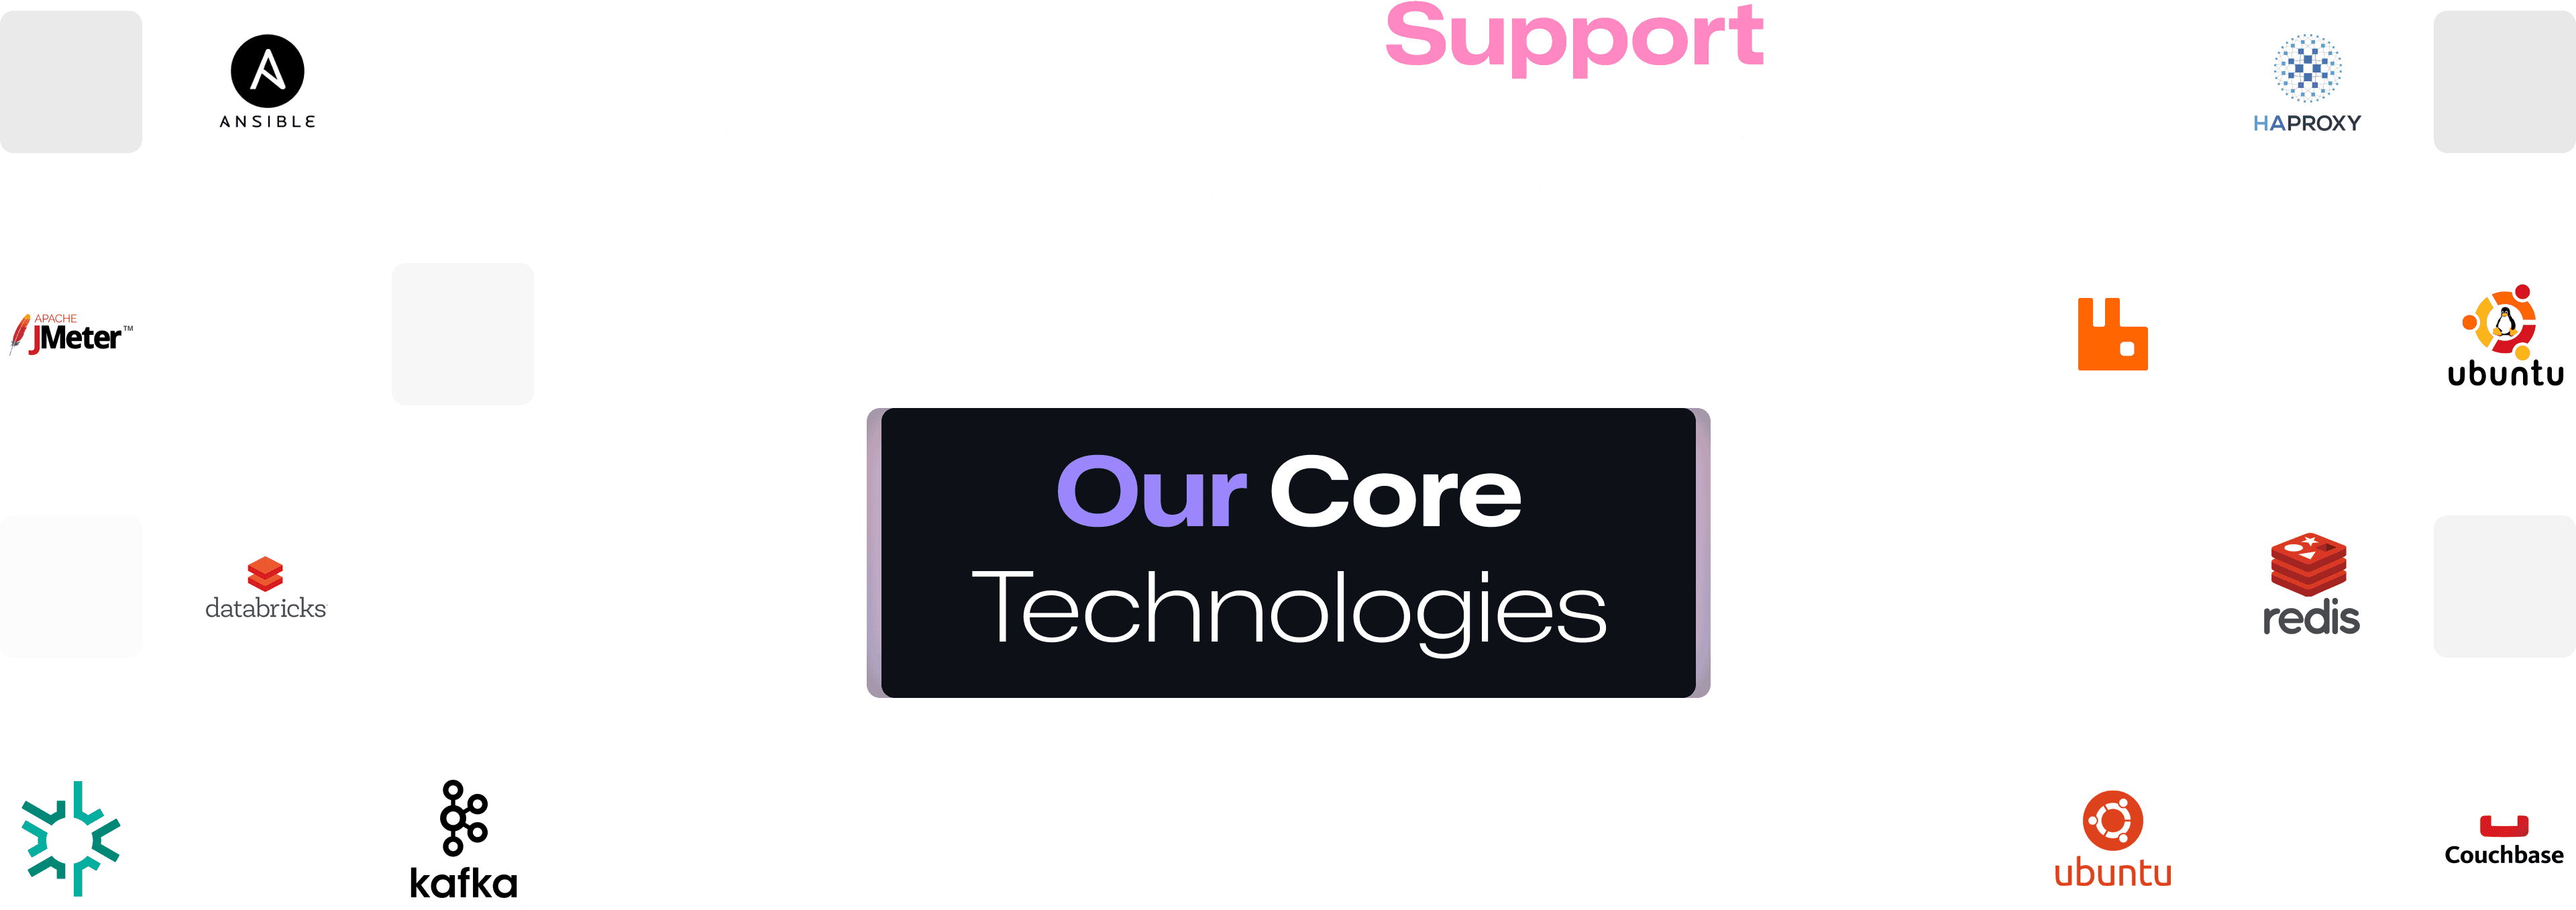 Support
ANSIBLE
HAPROXY
APACHE
JMeter™
ubuntu
Our Core
Technologies
databricks
redis
kafka
ubuntu
Couchbase